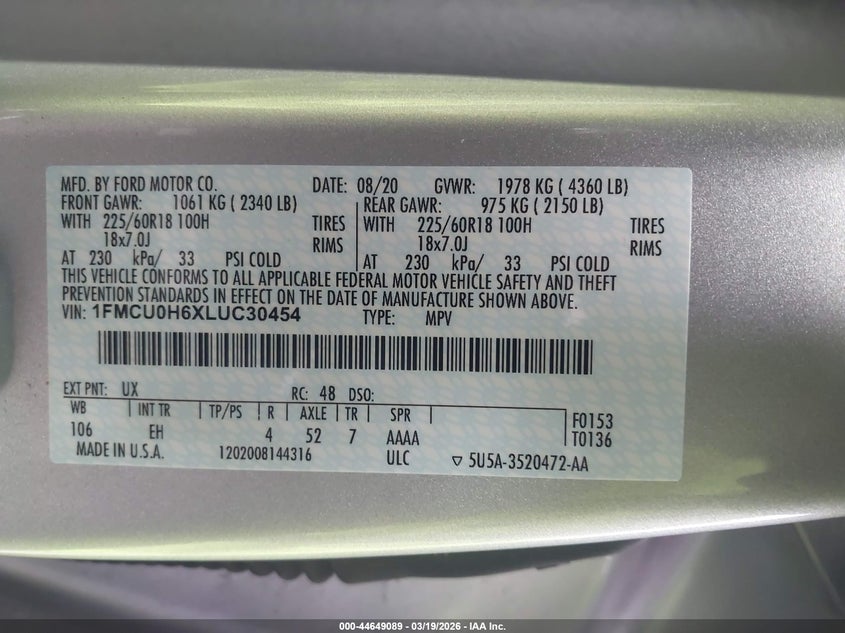 MFD. BY FORD MOTOR CO. DATE: 08/20 GVWR: 1978 KG ( 4360 LB)
FRONT GAWR: 1061 KG ( 2340 LB) REAR GAWR: 975 KG ( 2150 LB)
WITH 225/60R18 100H TIRES WITH 225/60R18 100H TIRES
18x7.0J RIMS 18x7.0J RIMS
AT 230 kPa/ 33 PSI COLD AT 230 kPa/ 33 PSI COLD
THIS VEHICLE CONFORMS TO ALL APPLICABLE FEDERAL MOTOR VEHICLE SAFETY AND THEFT
PREVENTION STANDARDS IN EFFECT ON THE DATE OF MANUFACTURE SHOWN ABOVE.
VIN: 1FMCU0H6XLUC30454 TYPE: MPV
EXT PNT: UX RC: 48 DSO:
WB INT TR TP/PS R AXLE TR SPR
106 EH 4 52 7 AAAA
F0153
T0136
MADE IN U.S.A. 1202008144316 ULC ▽ 5U5A-3520472-AA
000-44649089 - 03/19/2026 - IAA Inc.